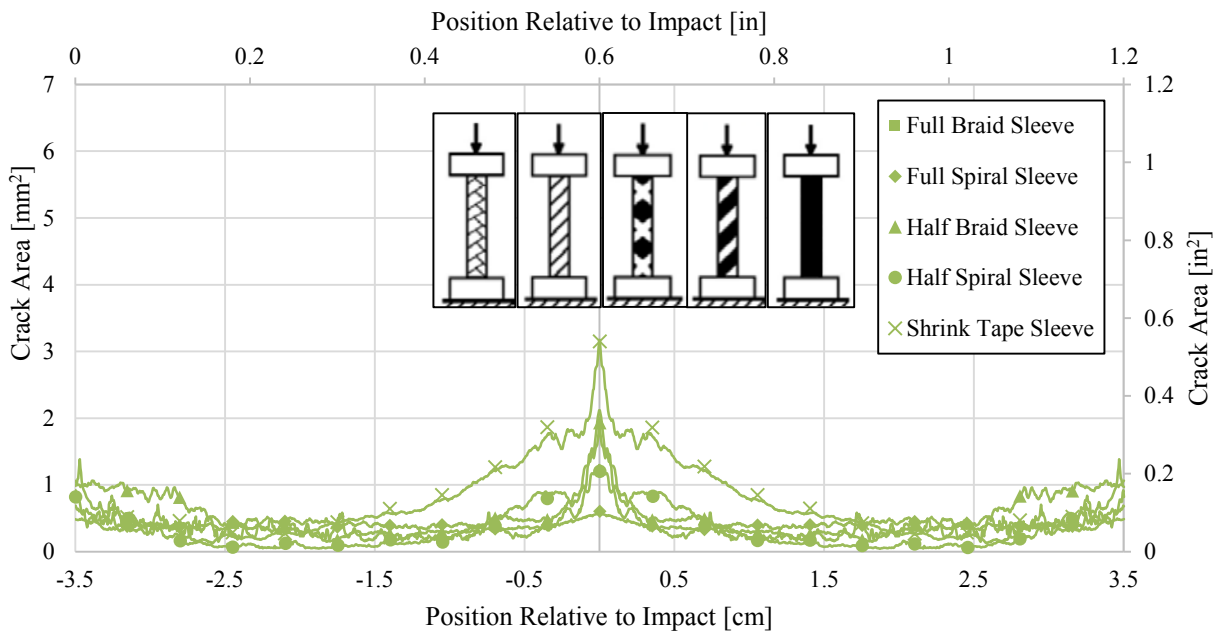 Position Relative to Impact [in]
0 0.2 0.4 0.6 0.8 1 1.2
7 6 5 4 3 2 1 0
Crack Area [mm²]
Full Braid Sleeve
Full Spiral Sleeve
Half Braid Sleeve
Half Spiral Sleeve
Shrink Tape Sleeve
1.2 1 0.8 0.6 0.4 0.2 0
Crack Area [in²]
-3.5 -2.5 -1.5 -0.5 0.5 1.5 2.5 3.5
Position Relative to Impact [cm]